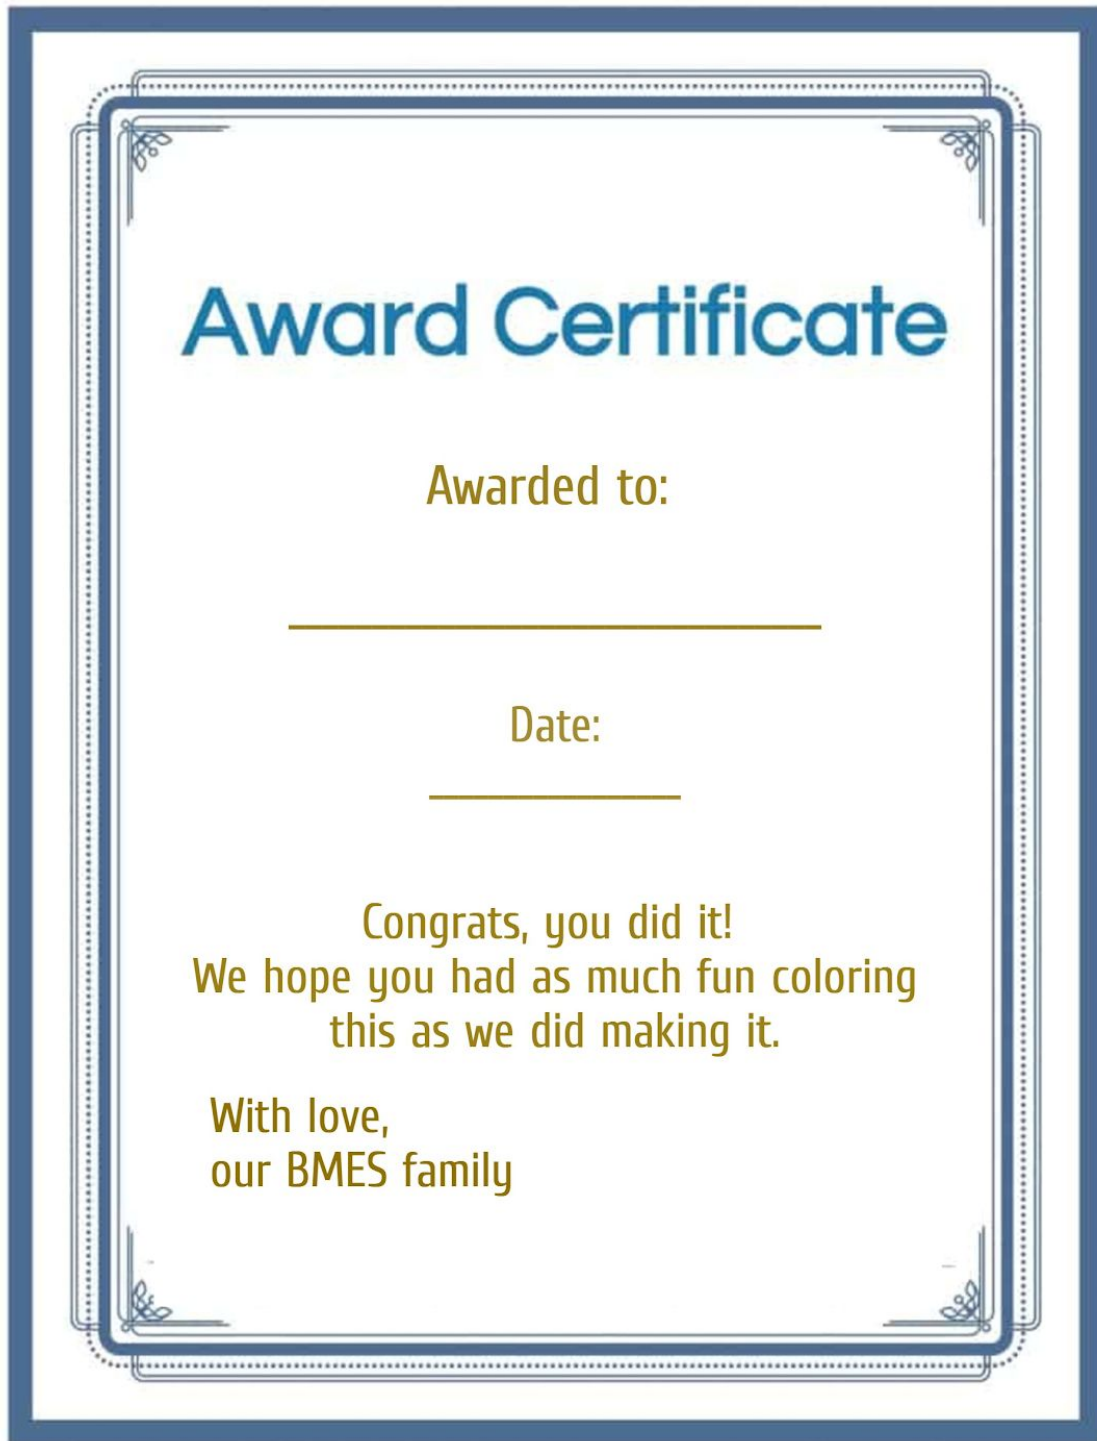 Award Certificate
Awarded to:
Date:
Congrats, you did it!
We hope you had as much fun coloring
this as we did making it.
With love,
our BMES family